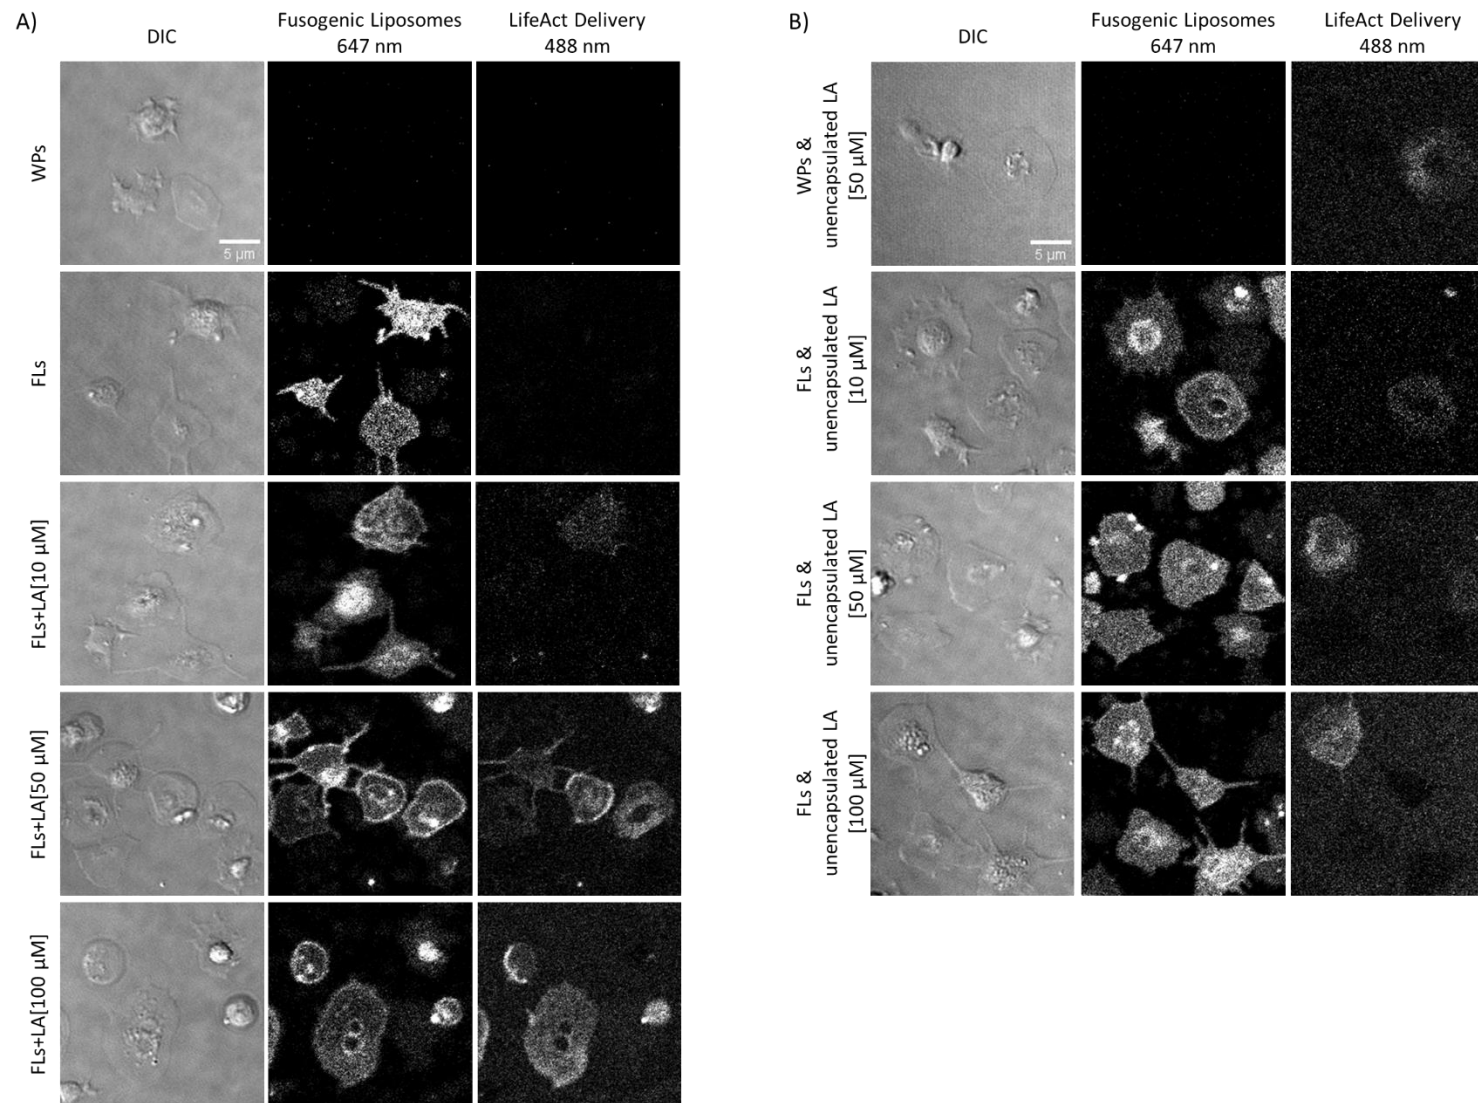 A)
DIC
Fusogenic Liposomes
647 nm
LifeAct Delivery
488 nm
WPs
5 µm
FLs
FLs+LA[10 µM]
FLs+LA[50 µM]
FLs+LA[100 µM]
B)
DIC
Fusogenic Liposomes
647 nm
LifeAct Delivery
488 nm
WPs &
unencapsulated LA
[50 µM]
5 µm
FLs &
unencapsulated LA
[10 µM]
FLs &
unencapsulated LA
[50 µM]
FLs &
unencapsulated LA
[100 µM]